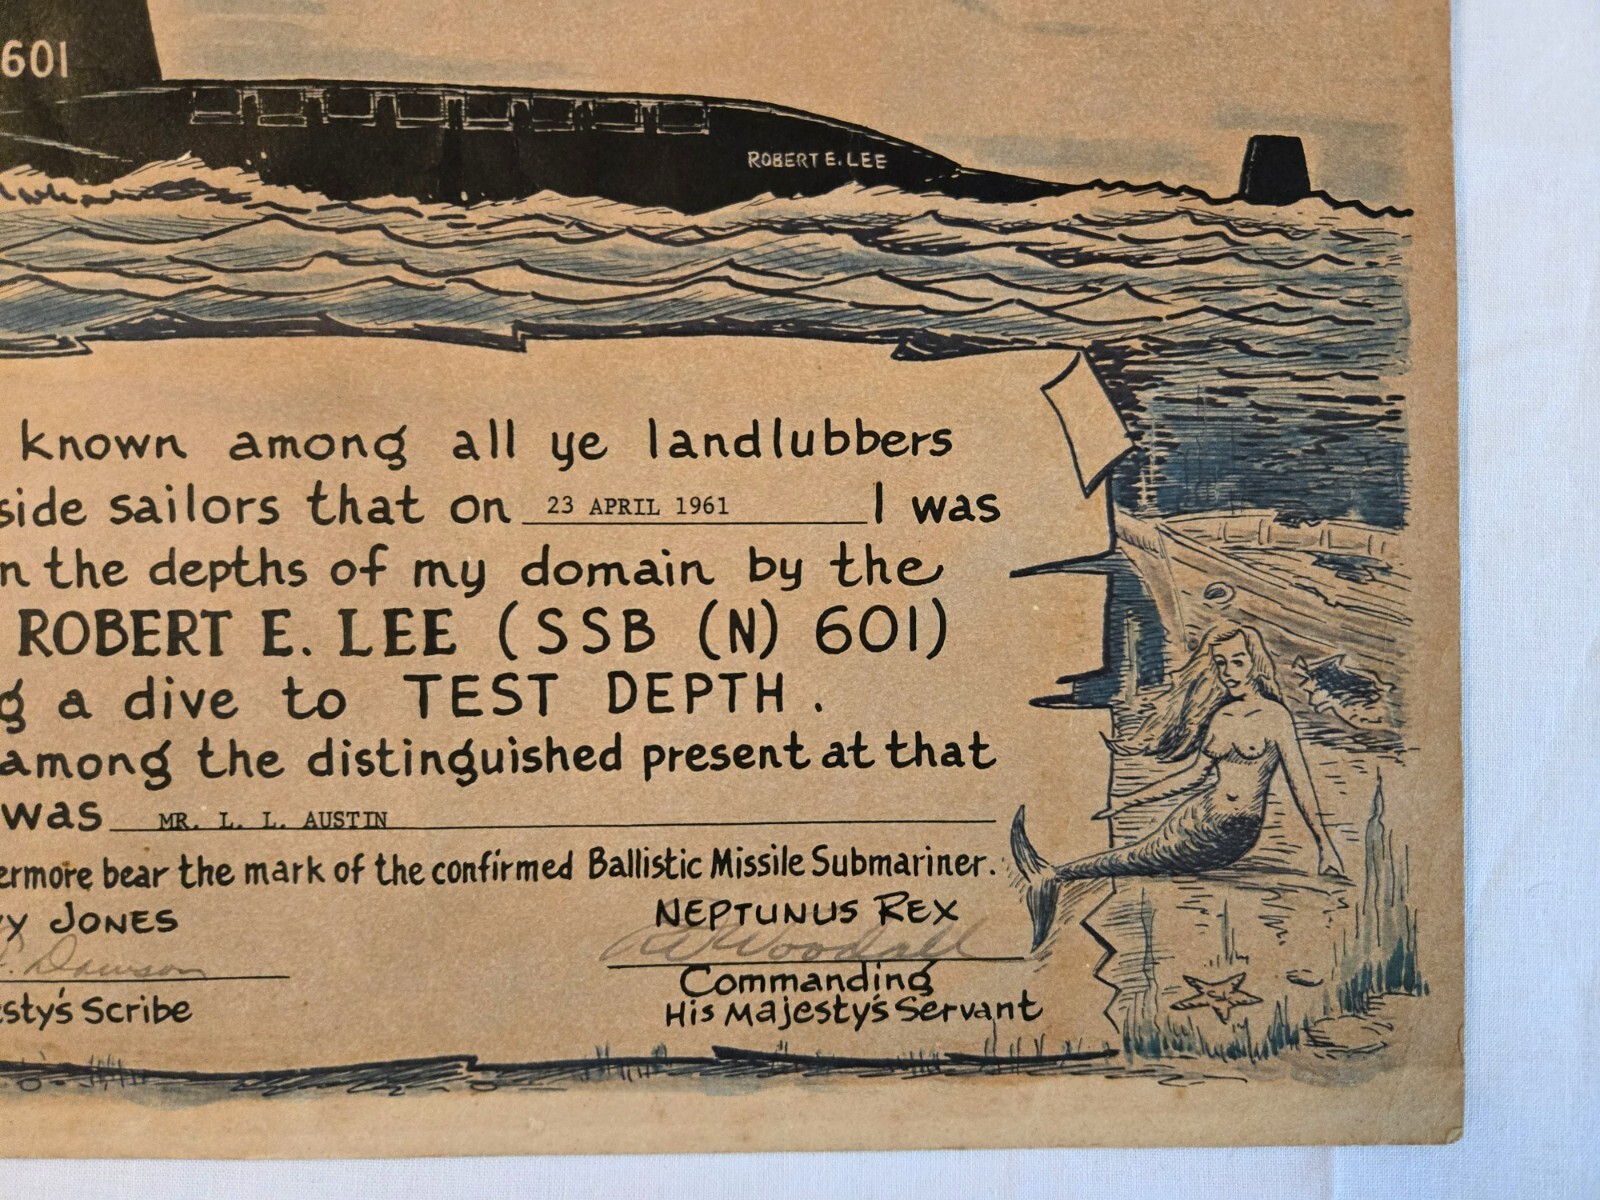 601
ROBERT E. LEE
known among all ye landlubbers
side sailors that on 23 APRIL 1961 I was
n the depths of my domain by the
ROBERT E. LEE (SSB (N) 601)
g a dive to TEST DEPTH.
among the distinguished present at that
was MR. L. L. AUSTIN
ermore bear the mark of the confirmed Ballistic Missile Submariner.
vy JONES
NEPTUNUS REX
Dawson
Woodall
esty's Scribe
Commanding
His Majesty's Servant